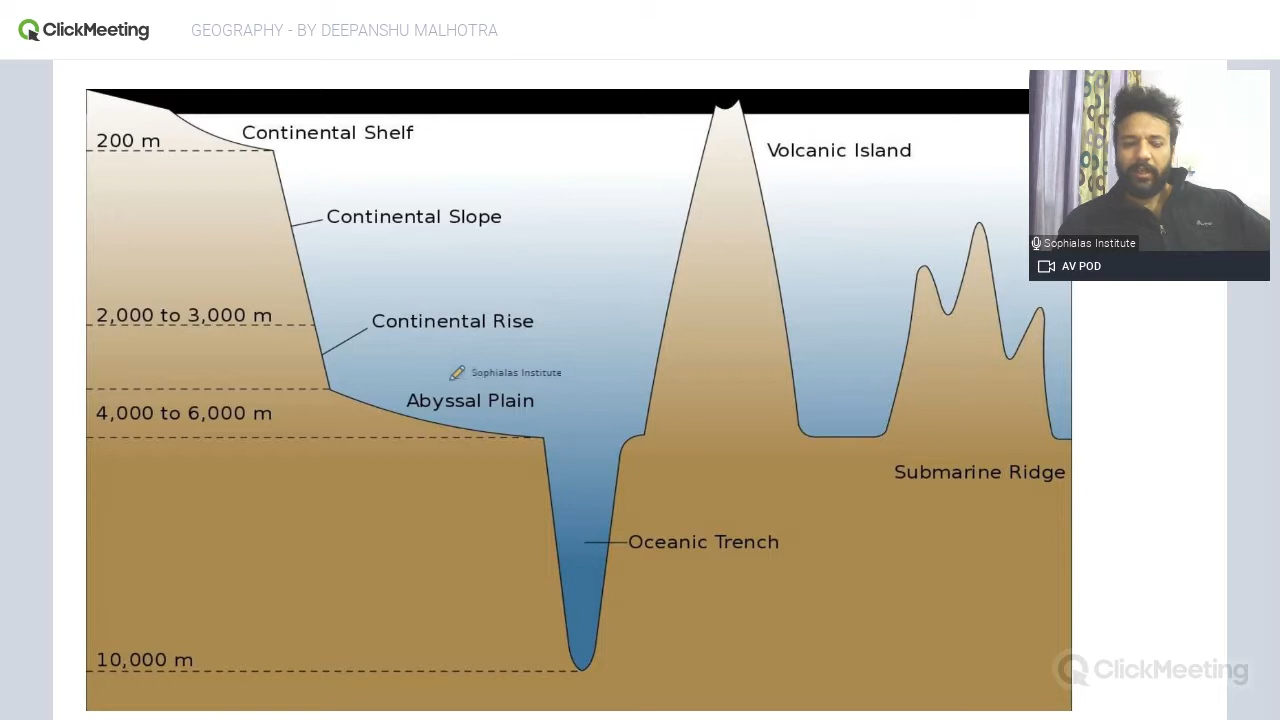 ClickMeeting
GEOGRAPHY - BY DEEPANSHU MALHOTRA
200 m
Continental Shelf
Volcanic Island
Continental Slope
Sophialas Institute
AV POD
2,000 to 3,000 m
Continental Rise
Sophialas Institute
Abyssal Plain
4,000 to 6,000 m
Submarine Ridge
Oceanic Trench
10,000 m
ClickMeeting